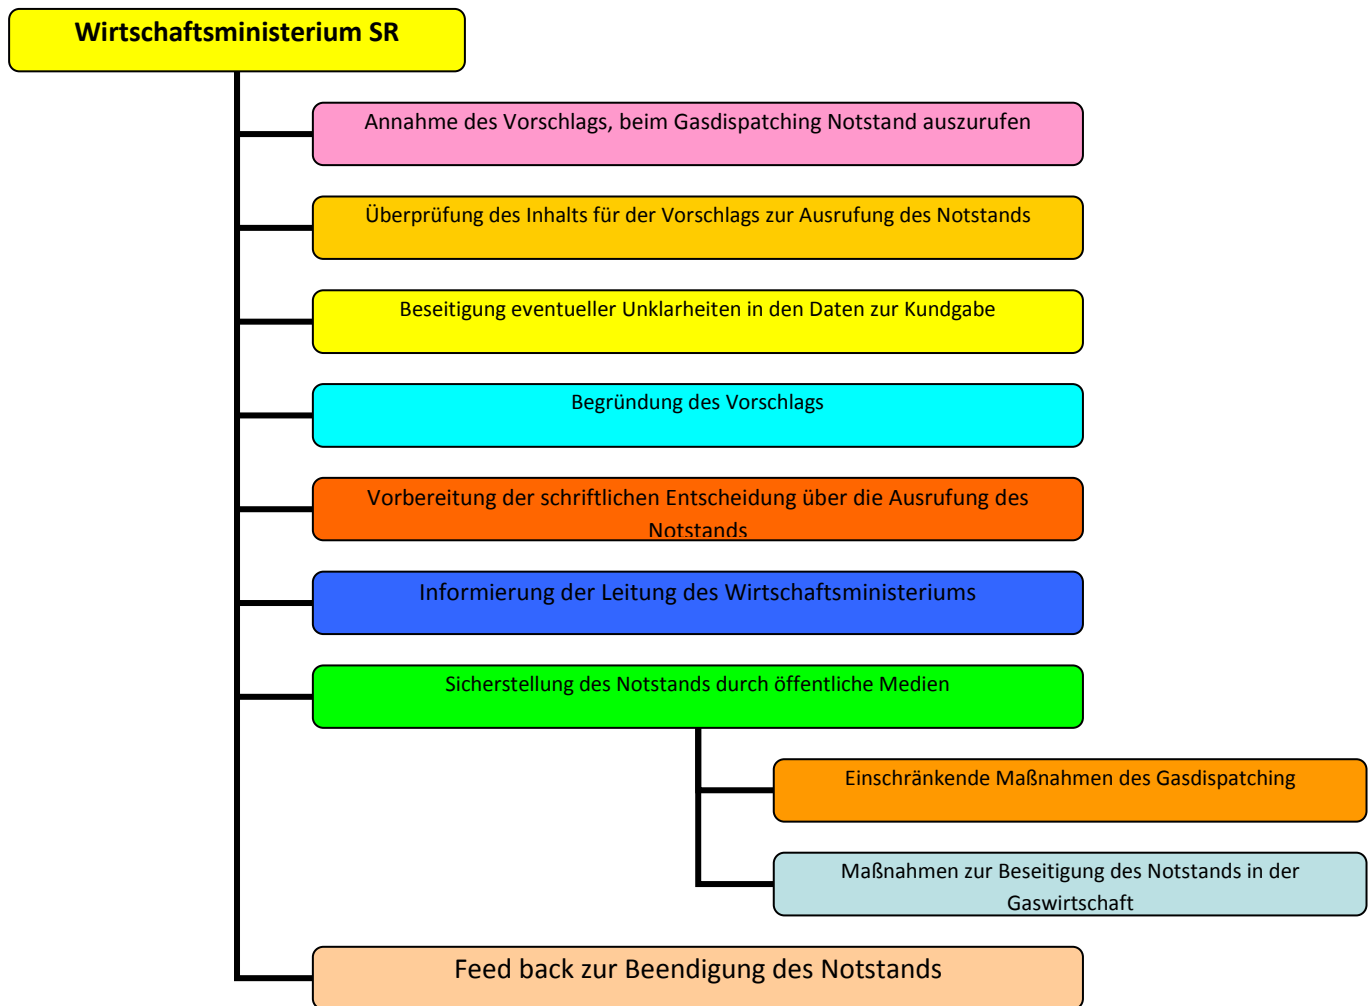 Wirtschaftsministerium SR
Annahme des Vorschlags, beim Gasdispatching Notstand auszurufen
Überprüfung des Inhalts für der Vorschlags zur Ausrufung des Notstands
Beseitigung eventueller Unklarheiten in den Daten zur Kundgabe
Begründung des Vorschlags
Vorbereitung der schriftlichen Entscheidung über die Ausrufung des
Notstands
Informierung der Leitung des Wirtschaftsministeriums
Sicherstellung des Notstands durch öffentliche Medien
Einschränkende Maßnahmen des Gasdispatching
Maßnahmen zur Beseitigung des Notstands in der
Gaswirtschaft
Feed back zur Beendigung des Notstands